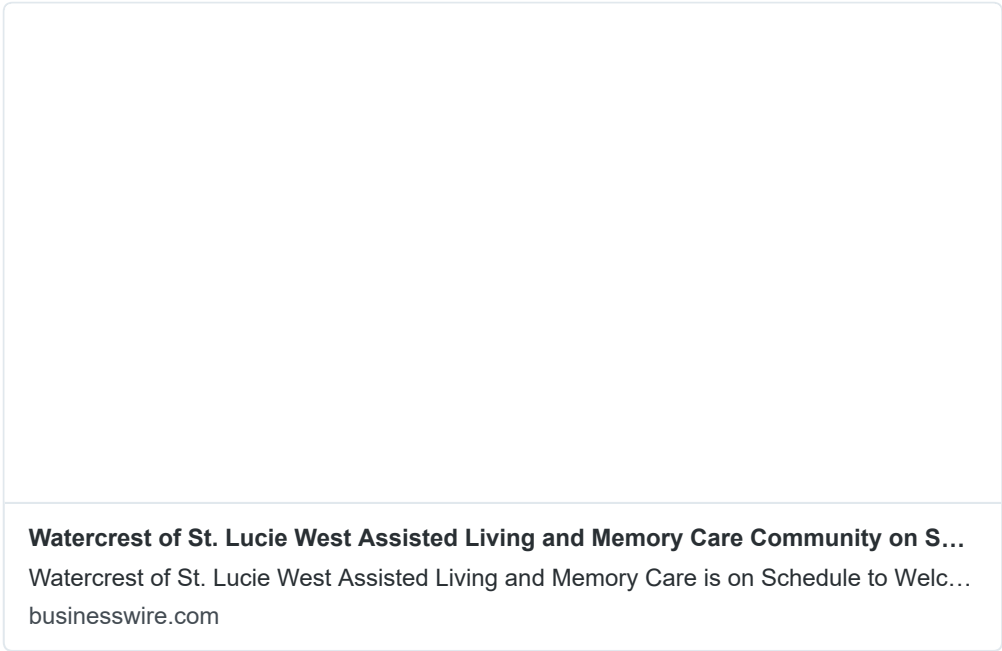 Watercrest of St. Lucie West Assisted Living and Memory Care Community on S...
Watercrest of St. Lucie West Assisted Living and Memory Care is on Schedule to Welc...
businesswire.com